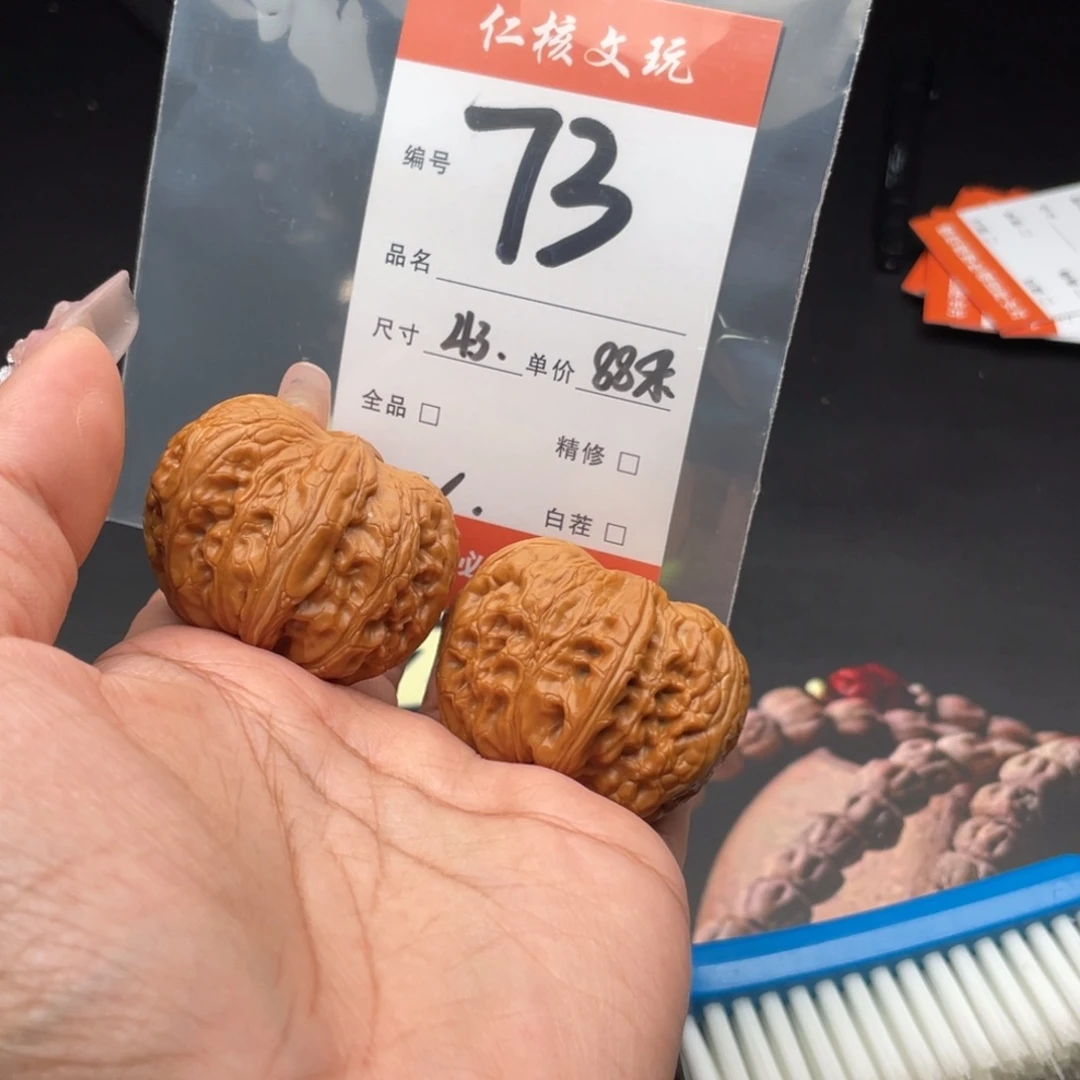 仁核文玩
编号 73
品名
尺寸 43. 单价 88米
全品 □
精修 □
白茬 □
必